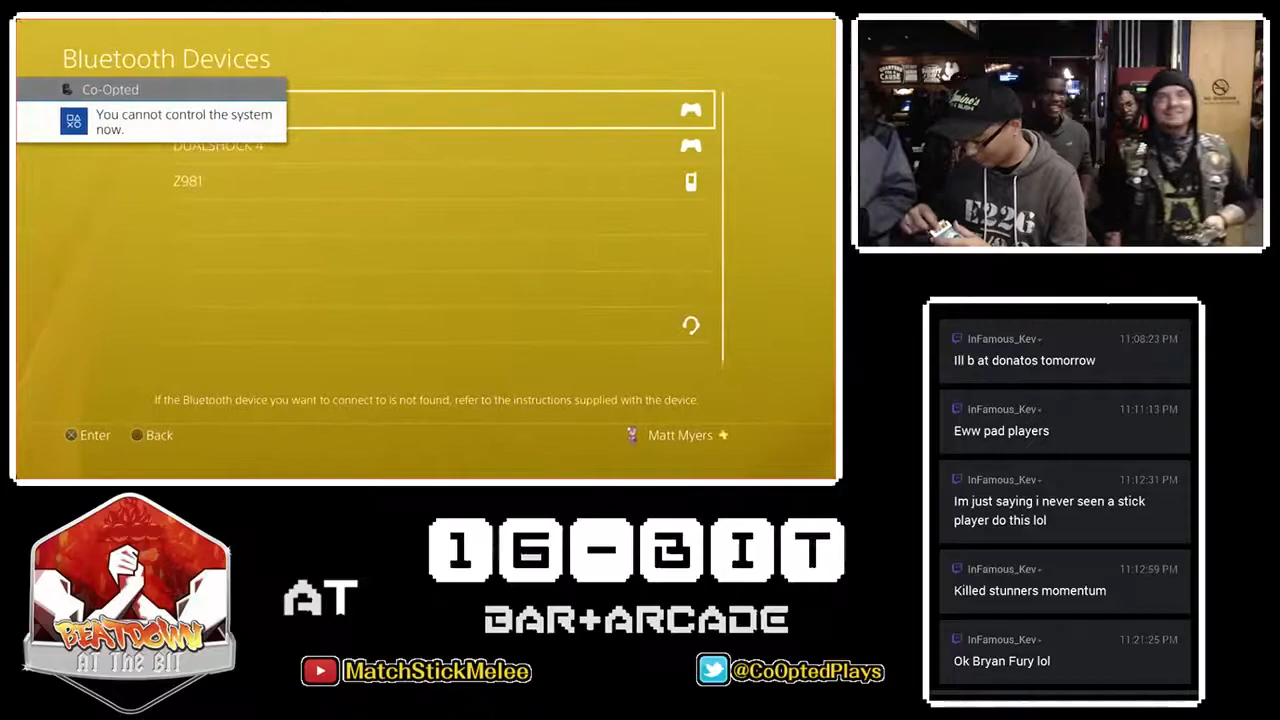 Bluetooth Devices
Co-Opted
You cannot control the system
now.
DUALSHOCK 4
Z981
If the Bluetooth device you want to connect to is not found, refer to the instructions supplied with the device.
Enter
Back
Matt Myers
E226
InFamous_Kev
11:08:23 PM
Ill b at donatos tomorrow
InFamous_Kev
11:11:13 PM
Eww pad players
InFamous_Kev
11:12:31 PM
Im just saying i never seen a stick
player do this lol
InFamous_Kev
11:12:59 PM
Killed stunners momentum
InFamous_Kev
11:21:25 PM
Ok Bryan Fury lol
BEATDOWN
AT THE BIT
AT
16-BIT
BAR+ARCADE
MatchStickMelee
@CoOptedPlays